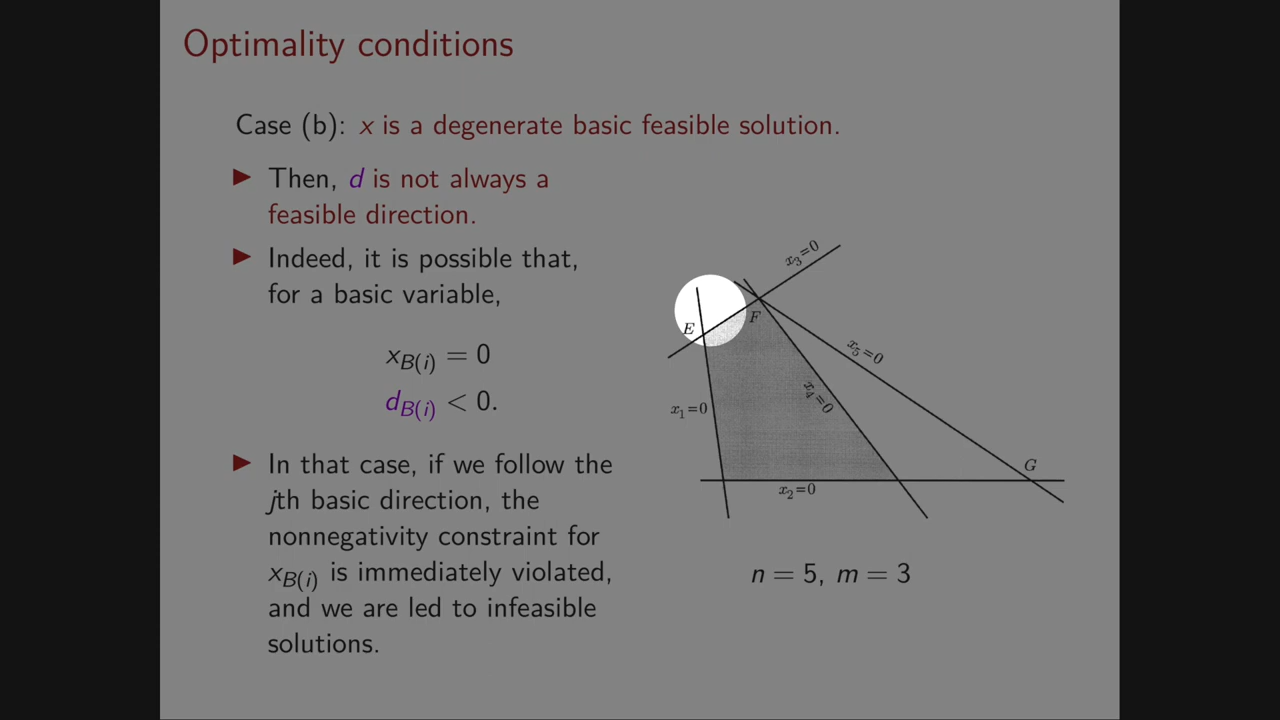 Optimality conditions
Case (b): x is a degenerate basic feasible solution.
▶ Then, d is not always a
feasible direction.
▶ Indeed, it is possible that,
for a basic variable,
x_{B(i)} = 0
d_{B(i)} < 0.
▶ In that case, if we follow the
jth basic direction, the
nonnegativity constraint for
x_{B(i)} is immediately violated,
and we are led to infeasible
solutions.
x_3=0
E
F
x_5=0
x_4=0
x_1=0
G
x_2=0
n = 5, m = 3